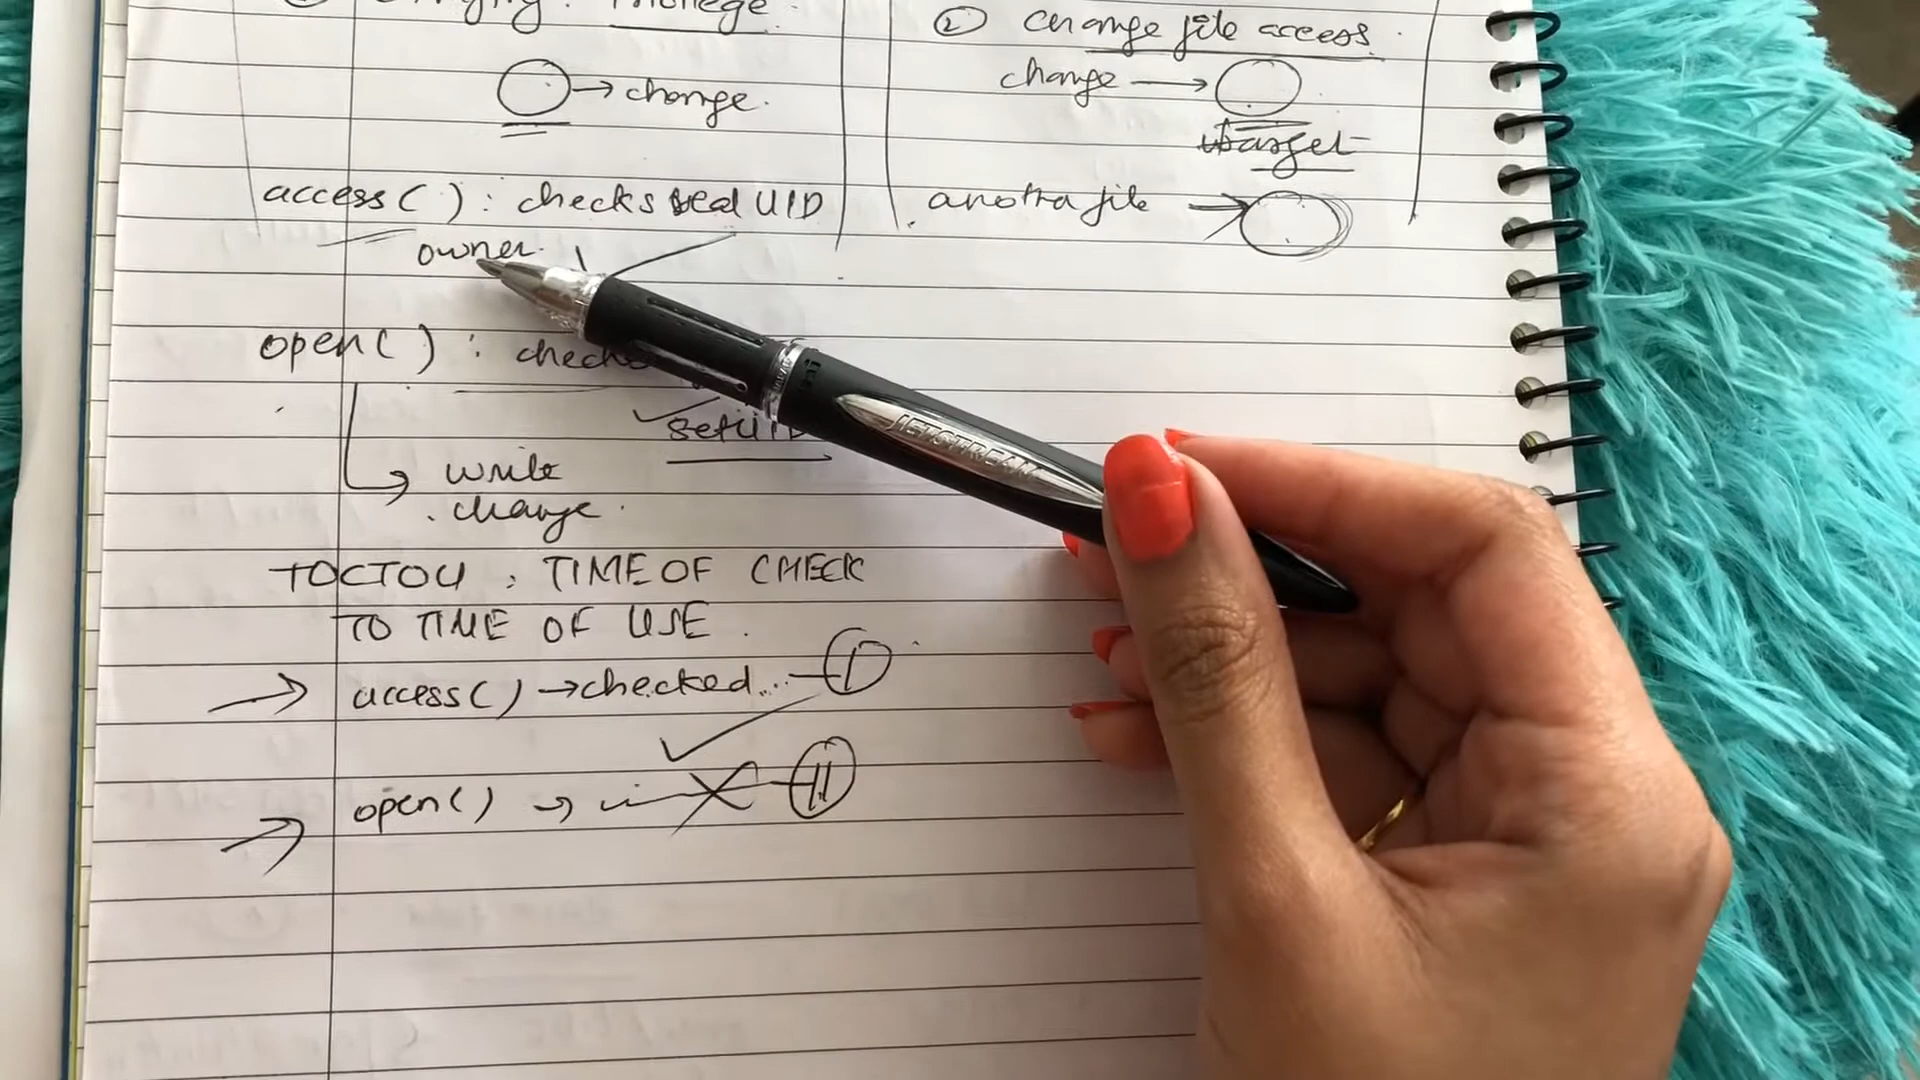 ② change file access.
change →
→ change.
target
access( ) : checks real UID
another file →
owner.
open( ) : check
setUID
JETSTREAM
→ write
. change.
TOCTOU : TIME OF CHECK
TO TIME OF USE .
→ access( ) → checked... — I
→ open( ) → — II